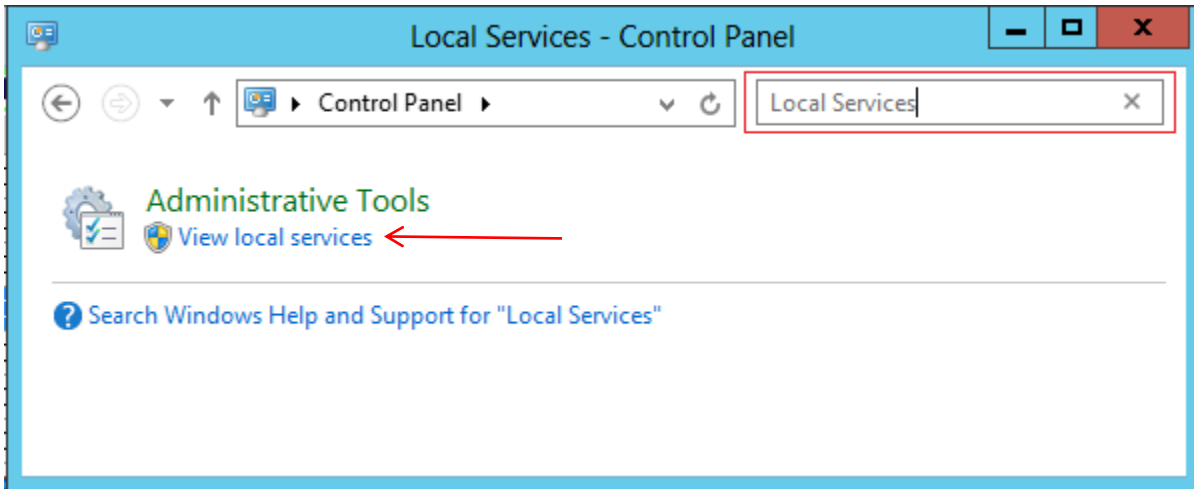 Local Services - Control Panel
Control Panel
Local Services
Administrative Tools
View local services
Search Windows Help and Support for "Local Services"